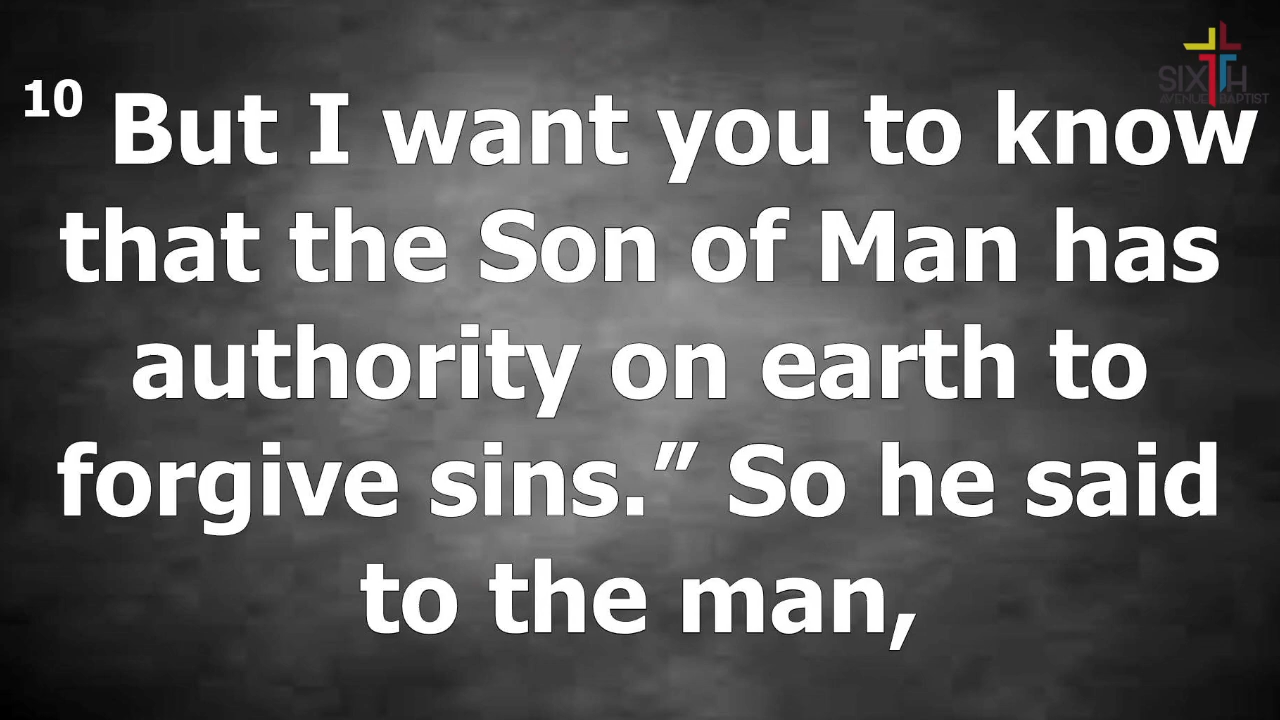 SIXTH
AVENUE BAPTIST
10 But I want you to know
that the Son of Man has
authority on earth to
forgive sins.” So he said
to the man,